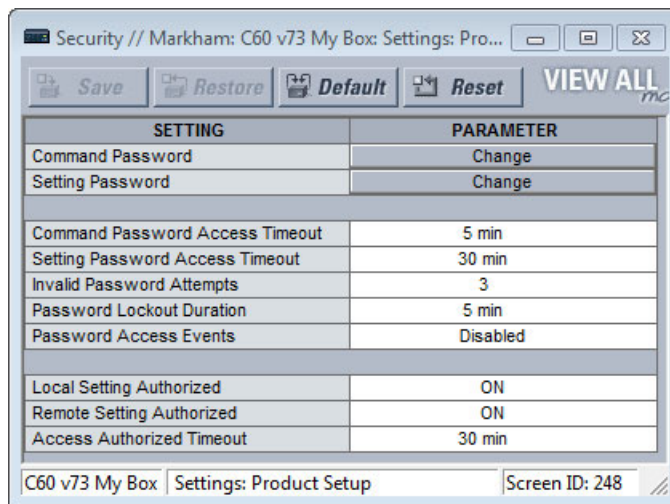 Security // Markham: C60 v73 My Box: Settings: Pro...
Save Restore Default Reset VIEW ALL
SETTING PARAMETER
Command Password Change
Setting Password Change
Command Password Access Timeout 5 min
Setting Password Access Timeout 30 min
Invalid Password Attempts 3
Password Lockout Duration 5 min
Password Access Events Disabled
Local Setting Authorized ON
Remote Setting Authorized ON
Access Authorized Timeout 30 min
C60 v73 My Box Settings: Product Setup Screen ID: 248